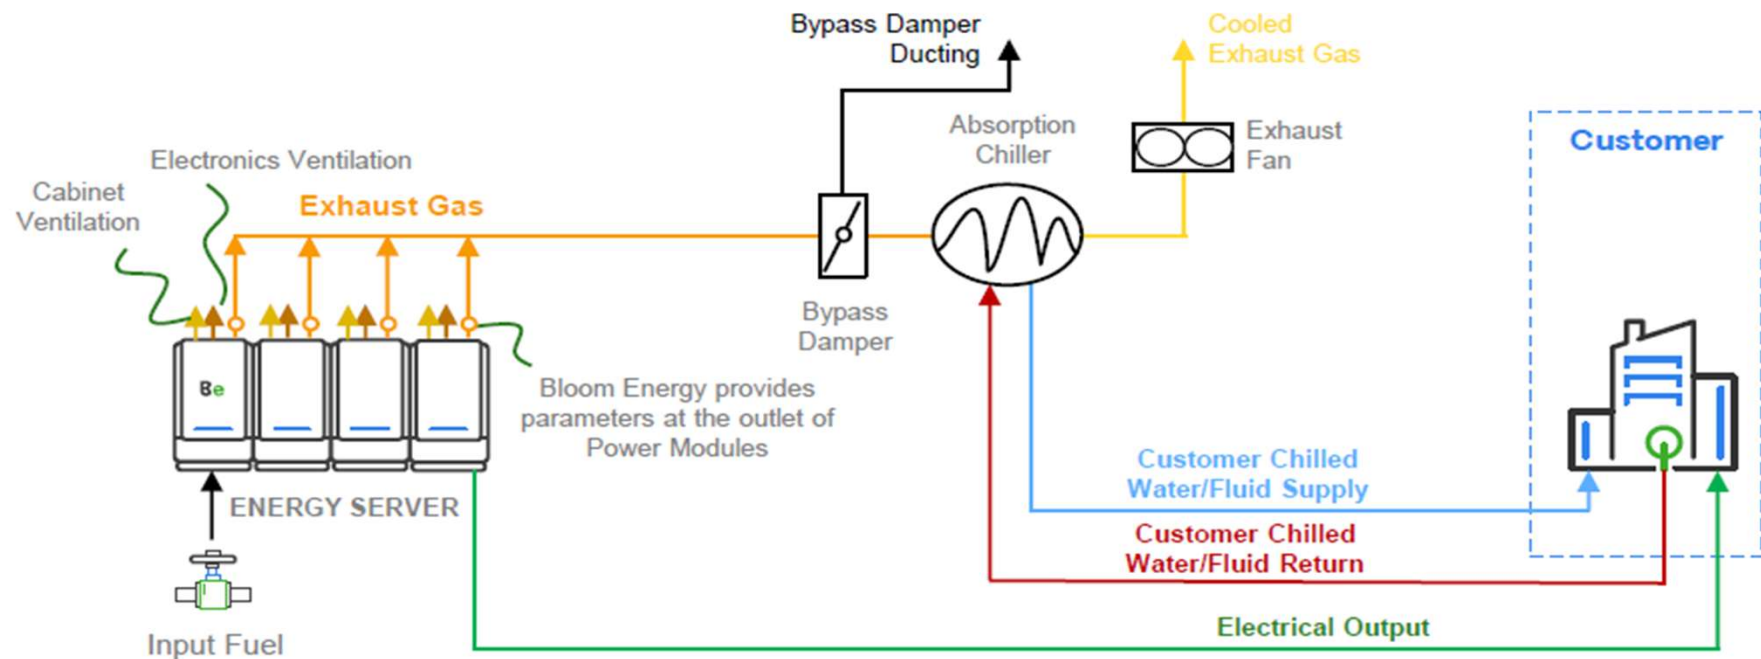 Bypass Damper
Ducting
Cooled
Exhaust Gas
Absorption
Chiller
Exhaust
Fan
Customer
Electronics Ventilation
Cabinet
Ventilation
Exhaust Gas
Bypass
Damper
Be
Bloom Energy provides
parameters at the outlet of
Power Modules
ENERGY SERVER
Customer Chilled
Water/Fluid Supply
Customer Chilled
Water/Fluid Return
Electrical Output
Input Fuel